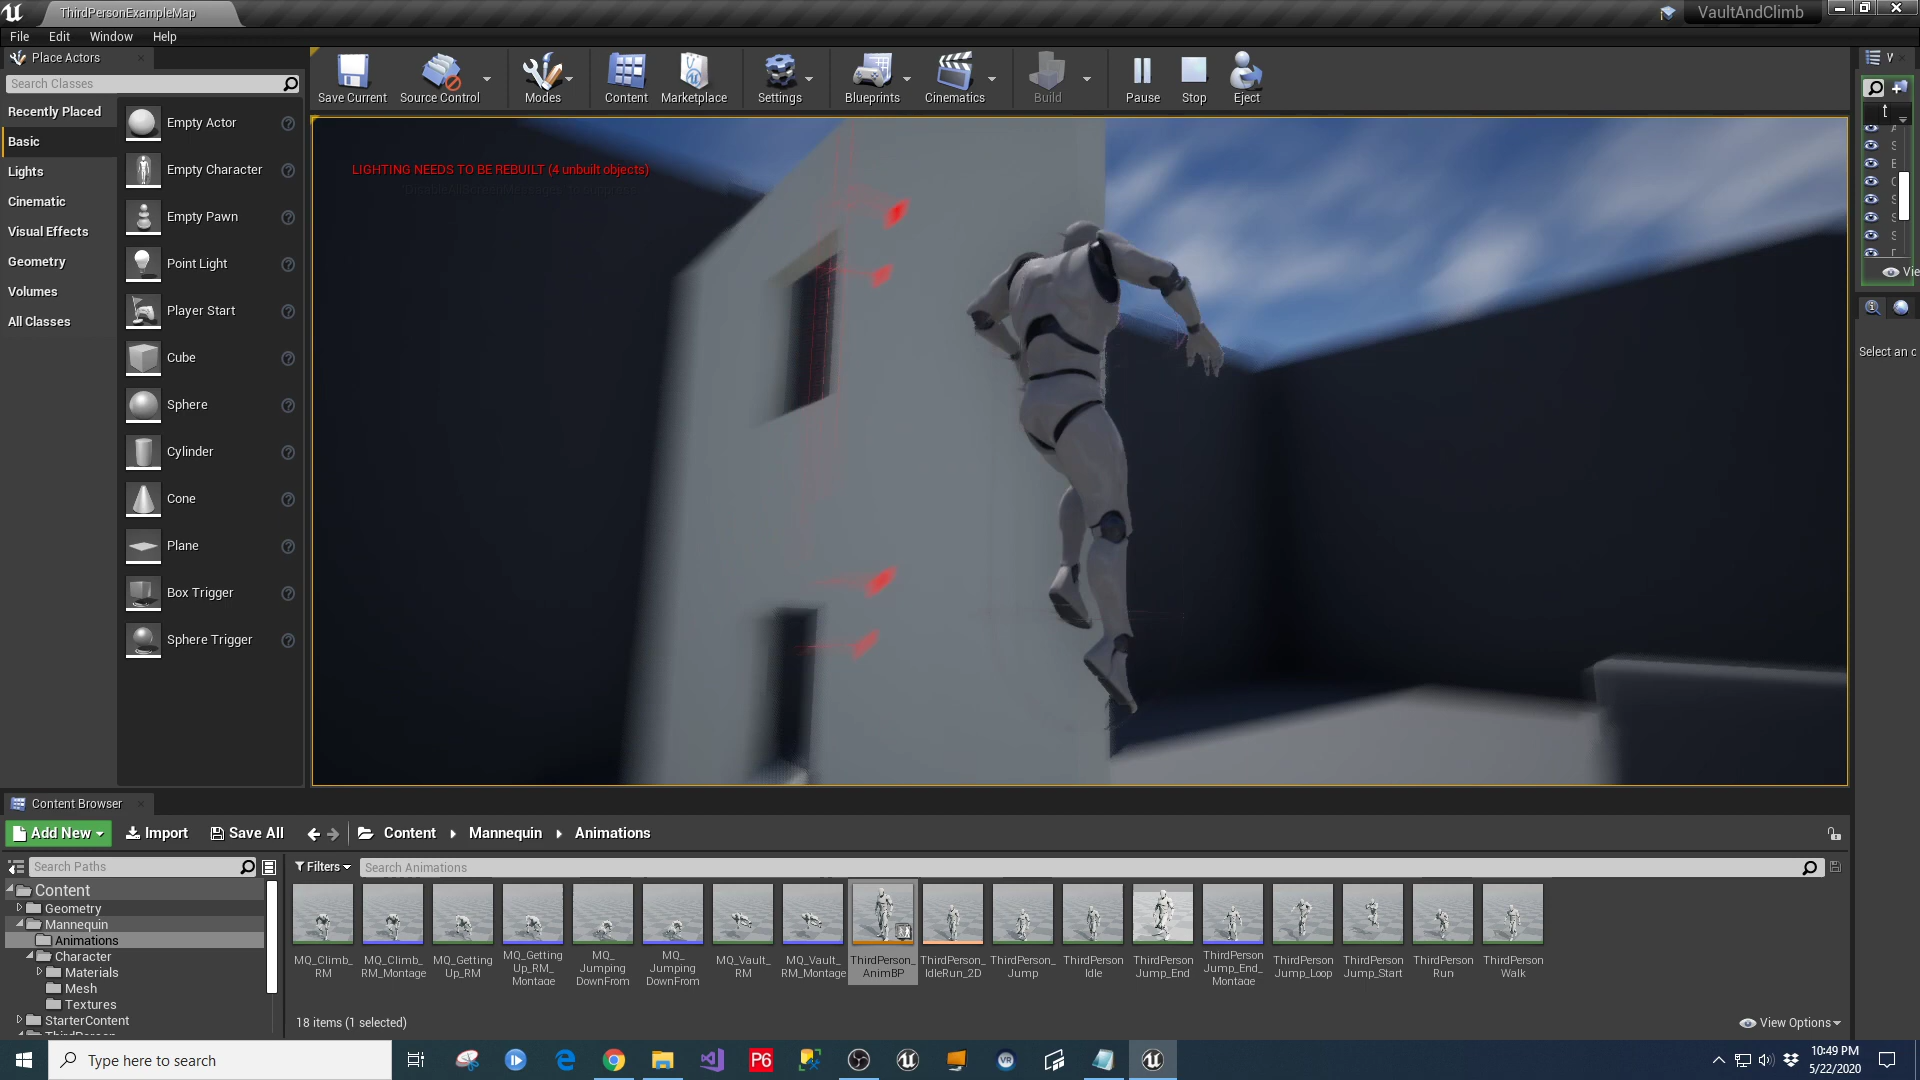 ThirdPersonExampleMap
VaultAndClimb
File Edit Window Help
Place Actors
Search Classes
Recently Placed
Basic
Lights
Cinematic
Visual Effects
Geometry
Volumes
All Classes
Empty Actor
Empty Character
Empty Pawn
Point Light
Player Start
Cube
Sphere
Cylinder
Cone
Plane
Box Trigger
Sphere Trigger
Save Current
Source Control
Modes
Content
Marketplace
Settings
Blueprints
Cinematics
Build
Pause
Stop
Eject
LIGHTING NEEDS TO BE REBUILT (4 unbuilt objects)
Vie
Select an o
Content Browser
Add New
Import
Save All
Content
Mannequin
Animations
Search Paths
Filters
Search Animations
Content
Geometry
Mannequin
Animations
Character
Materials
Mesh
Textures
StarterContent
MQ_Climb_
RM
MQ_Climb_
RM_Montage
MQ_Getting
Up_RM
MQ_Getting
Up_RM_
Montage
MQ_
Jumping
DownFrom
MQ_
Jumping
DownFrom
MQ_Vault_
RM
MQ_Vault_
RM_Montage
ThirdPerson_
AnimBP
ThirdPerson_
IdleRun_2D
ThirdPerson_
Jump
ThirdPerson
Idle
ThirdPerson
Jump_End
ThirdPerson
Jump_End_
Montage
ThirdPerson
Jump_Loop
ThirdPerson
Jump_Start
ThirdPerson
Run
ThirdPerson
Walk
18 items (1 selected)
View Options
Type here to search
P6
VR
10:49 PM
5/22/2020